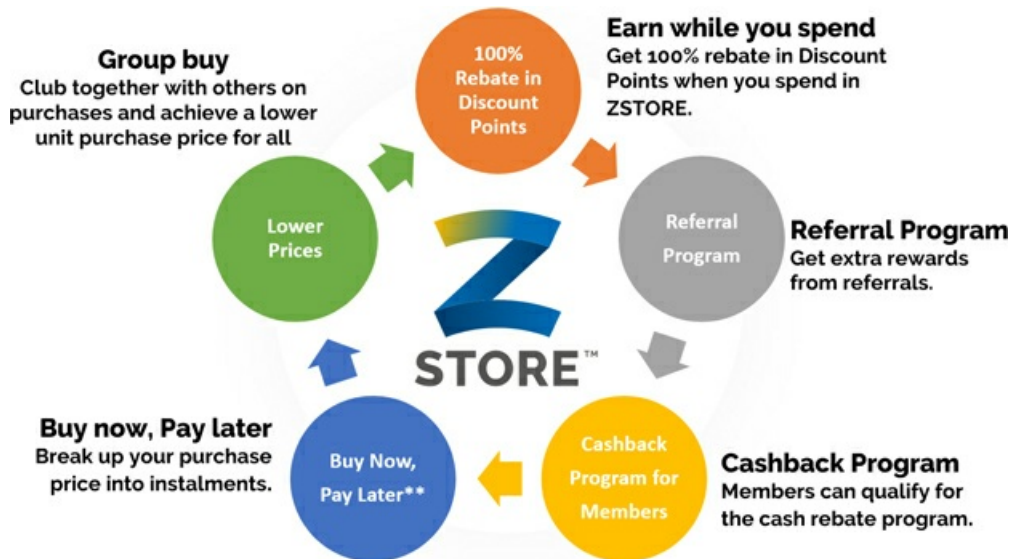 Group buy
Club together with others on
purchases and achieve a lower
unit purchase price for all
100%
Rebate in
Discount
Points
Earn while you spend
Get 100% rebate in Discount
Points when you spend in
ZSTORE.
Lower
Prices
Referral
Program
Referral Program
Get extra rewards
from referrals.
Z
STORE™
Buy now, Pay later
Break up your purchase
price into instalments.
Buy Now,
Pay Later**
Cashback
Program for
Members
Cashback Program
Members can qualify for
the cash rebate program.